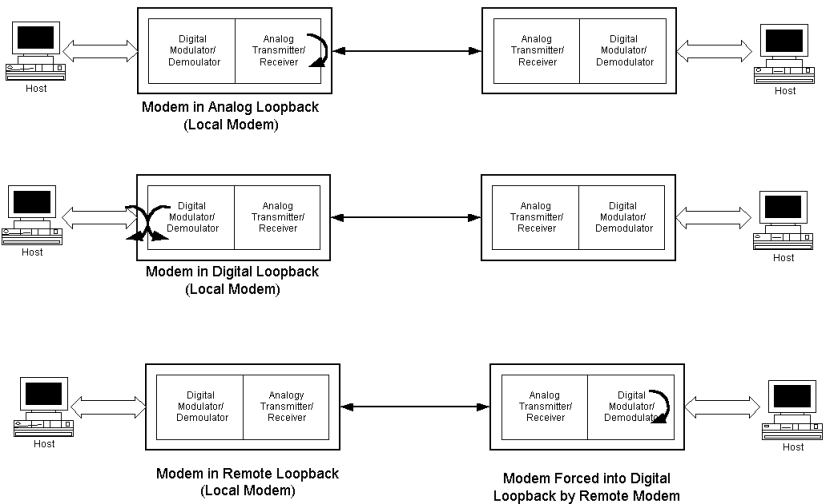 Digital
Modulator/
Demoulator
Analog
Transmitter/
Receiver
Analog
Transmitter/
Receiver
Digital
Modulator/
Demodulator
Host
Host
Modem in Analog Loopback
(Local Modem)
Digital
Modulator/
Demoulator
Analog
Transmitter/
Receiver
Analog
Transmitter/
Receiver
Digital
Modulator/
Demodulator
Host
Host
Modem in Digital Loopback
(Local Modem)
Digital
Modulator/
Demoulator
Analogy
Transmitter/
Receiver
Analog
Transmitter/
Receiver
Digital
Modulator/
Demodulator
Host
Host
Modem in Remote Loopback
(Local Modem)
Modem Forced into Digital
Loopback by Remote Modem